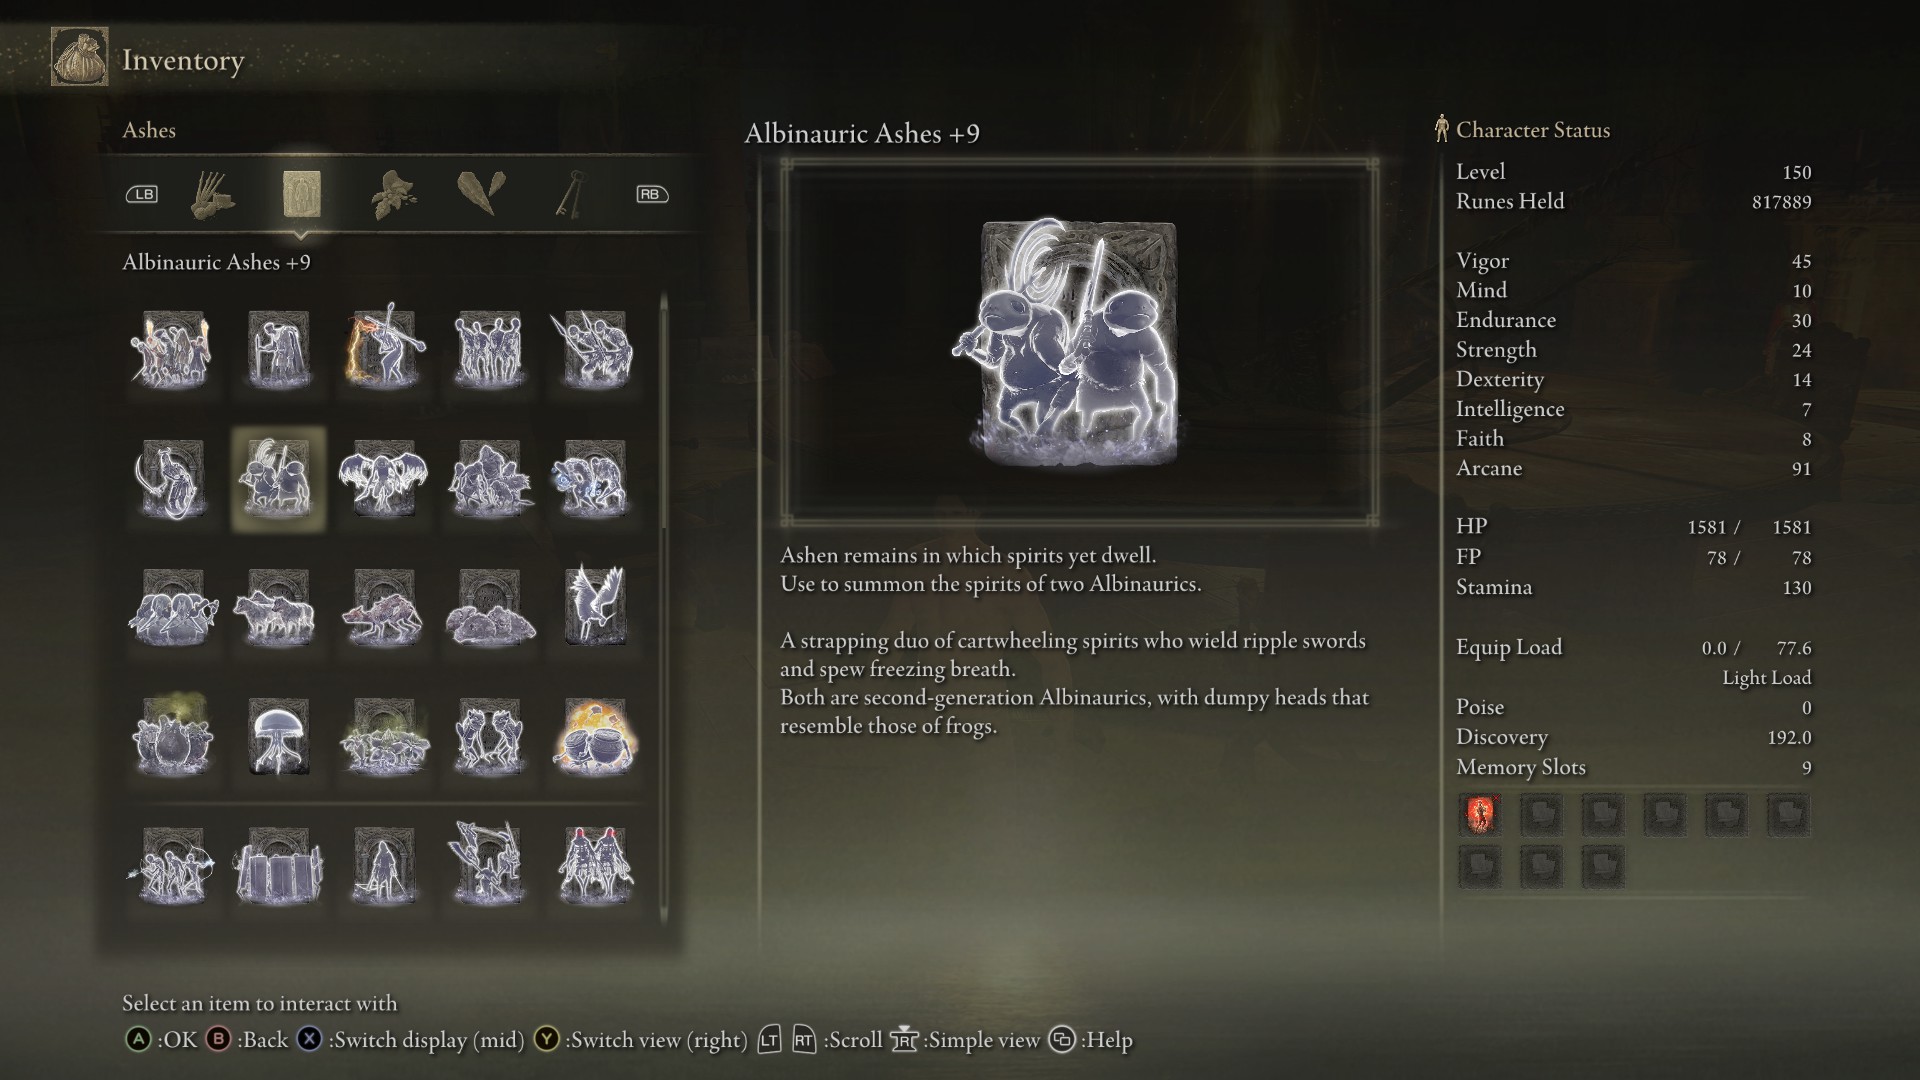 Inventory
Ashes
LB
RB
Albinauric Ashes +9
Albinauric Ashes +9
Ashen remains in which spirits yet dwell.
Use to summon the spirits of two Albinaurics.
A strapping duo of cartwheeling spirits who wield ripple swords
and spew freezing breath.
Both are second-generation Albinaurics, with dumpy heads that
resemble those of frogs.
Character Status
Level 150
Runes Held 817889
Vigor 45
Mind 10
Endurance 30
Strength 24
Dexterity 14
Intelligence 7
Faith 8
Arcane 91
HP 1581 / 1581
FP 78 / 78
Stamina 130
Equip Load 0.0 / 77.6
Light Load
Poise 0
Discovery 192.0
Memory Slots 9
Select an item to interact with
A :OK B :Back X :Switch display (mid) Y :Switch view (right) LT RT :Scroll R :Simple view :Help